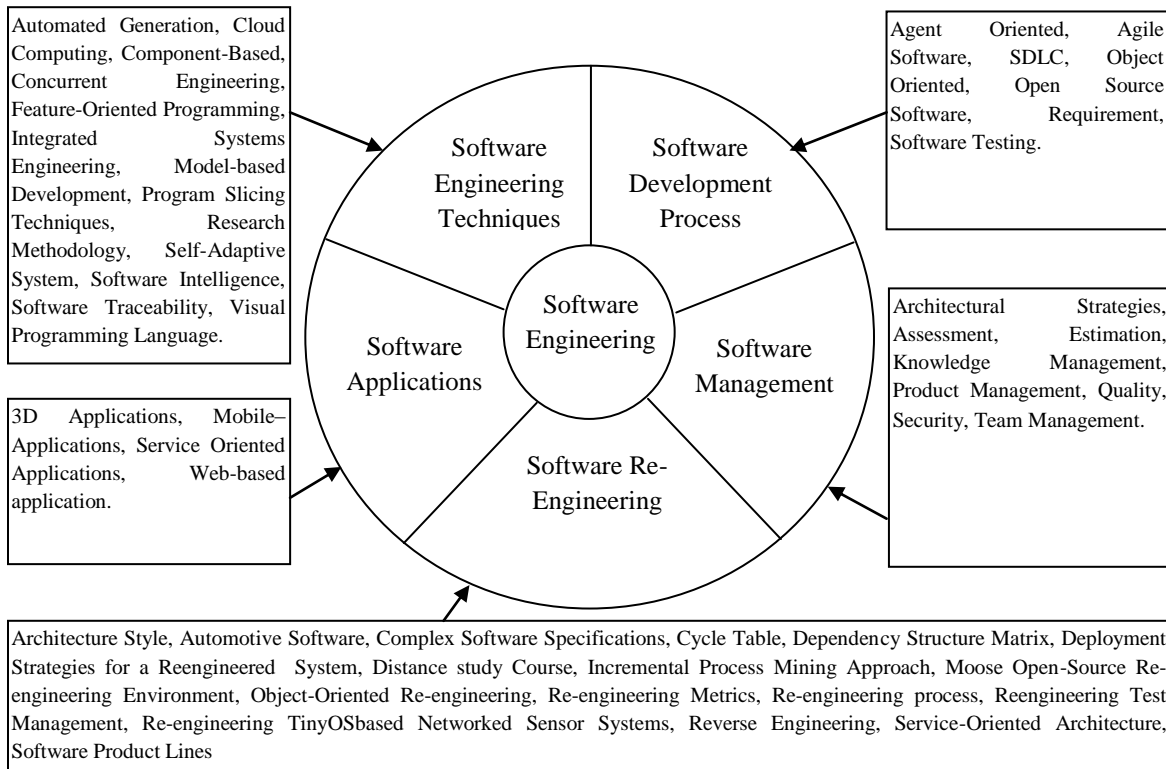 Automated Generation, Cloud
Computing, Component-Based,
Concurrent Engineering,
Feature-Oriented Programming,
Integrated Systems
Engineering, Model-based
Development, Program Slicing
Techniques, Research
Methodology, Self-Adaptive
System, Software Intelligence,
Software Traceability, Visual
Programming Language.
Agent Oriented, Agile
Software, SDLC, Object
Oriented, Open Source
Software, Requirement,
Software Testing.
Software
Engineering
Techniques
Software
Development
Process
Software
Engineering
Software
Applications
Software
Management
Software Re-
Engineering
Architectural Strategies,
Assessment, Estimation,
Knowledge Management,
Product Management, Quality,
Security, Team Management.
3D Applications, Mobile–
Applications, Service Oriented
Applications, Web-based
application.
Architecture Style, Automotive Software, Complex Software Specifications, Cycle Table, Dependency Structure Matrix, Deployment
Strategies for a Reengineered System, Distance study Course, Incremental Process Mining Approach, Moose Open-Source Re-
engineering Environment, Object-Oriented Re-engineering, Re-engineering Metrics, Re-engineering process, Reengineering Test
Management, Re-engineering TinyOSbased Networked Sensor Systems, Reverse Engineering, Service-Oriented Architecture,
Software Product Lines